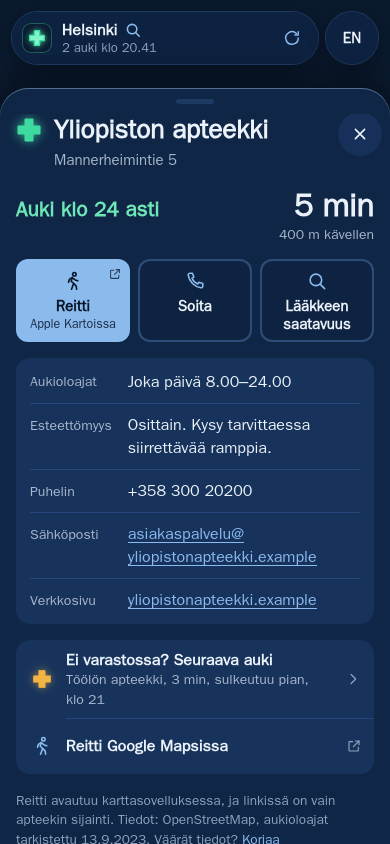 Helsinki
2 auki klo 20.41
EN
Yliopiston apteekki
Mannerheimintie 5
Auki klo 24 asti
5 min
400 m kävellen
Reitti
Apple Kartoissa
Soita
Lääkkeen
saatavuus
Aukioloajat
Joka päivä 8.00–24.00
Esteettömyys
Osittain. Kysy tarvittaessa
siirrettävää ramppia.
Puhelin
+358 300 20200
Sähköposti
asiakaspalvelu@
yliopistonapteekki.example
Verkkosivu
yliopistonapteekki.example
Ei varastossa? Seuraava auki
Töölön apteekki, 3 min, sulkeutuu pian,
klo 21
Reitti Google Mapsissa
Reitti avautuu karttasovelluksessa, ja linkissä on vain
apteekin sijainti. Tiedot: OpenStreetMap, aukioloajat
tarkistettu 13.9.2023. Väärät tiedot? Korjaa